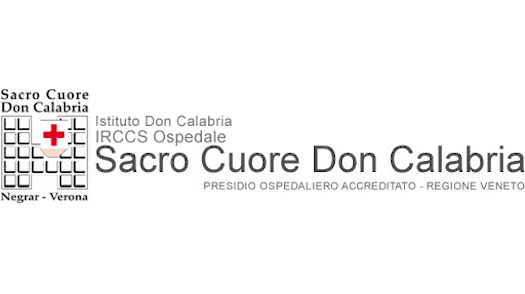 Sacro Cuore
Don Calabria
Negrar - Verona
Istituto Don Calabria
IRCCS Ospedale
Sacro Cuore Don Calabria
PRESIDIO OSPEDALIERO ACCREDITATO - REGIONE VENETO